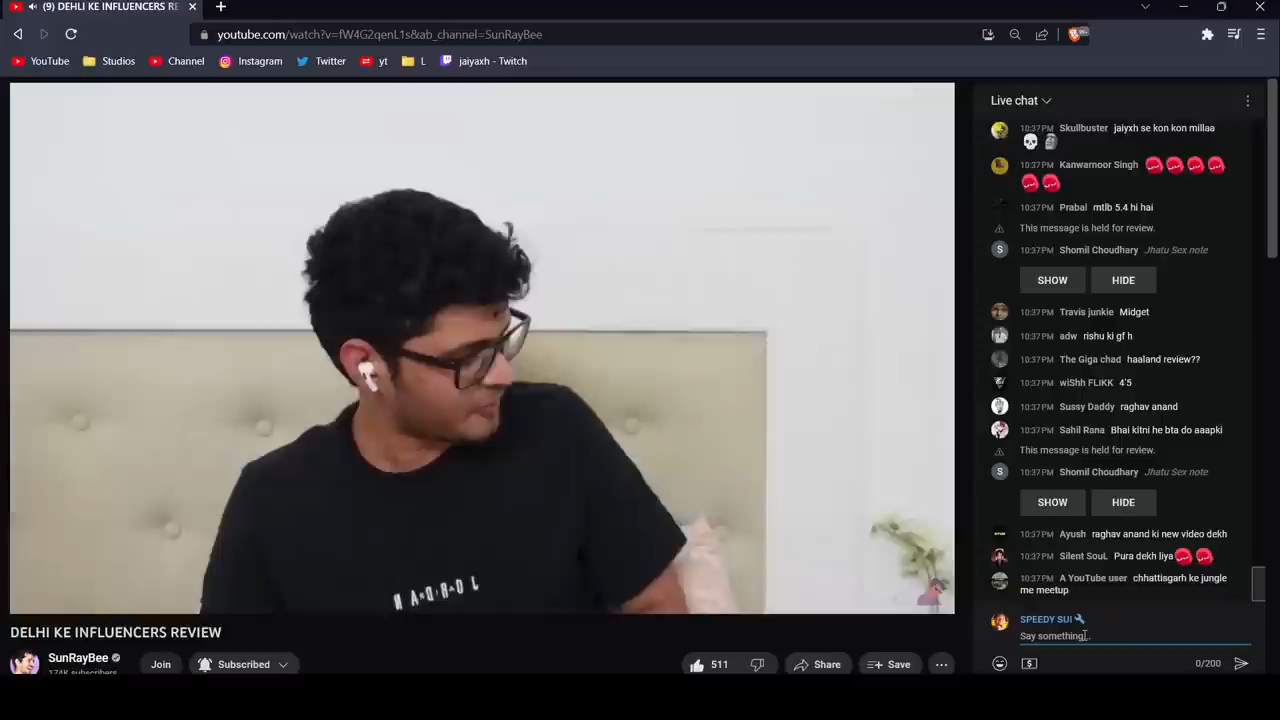 (9) DEHLI KE INFLUENCERS RE
youtube.com/watch?v=fW4G2qenL1s&ab_channel=SunRayBee
YouTube Studios Channel Instagram Twitter yt L jaiyaxh - Twitch
Live chat
10:37 PM Skullbuster jaiyxh se kon kon millaa
10:37 PM Kanwarnoor Singh
10:37 PM Prabal mtlb 5.4 hi hai
This message is held for review.
S 10:37 PM Shomil Choudhary Jhatu Sex note
SHOW HIDE
10:37 PM Travis junkie Midget
10:37 PM adw rishu ki gf h
10:37 PM The Giga chad haaland review??
10:37 PM wiShh FLiKK 4'5
10:37 PM Sussy Daddy raghav anand
10:37 PM Sahil Rana Bhai kitni he bta do aaapki
This message is held for review.
S 10:37 PM Shomil Choudhary Jhatu Sex note
SHOW HIDE
10:37 PM Ayush raghav anand ki new video dekh
10:37 PM Silent SouL Pura dekh liya
10:37 PM A YouTube user chhattisgarh ke jungle
me meetup
SPEEDY SUI
Say something...
0/200
DELHI KE INFLUENCERS REVIEW
SunRayBee
174K subscribers
Join Subscribed 511 Share Save